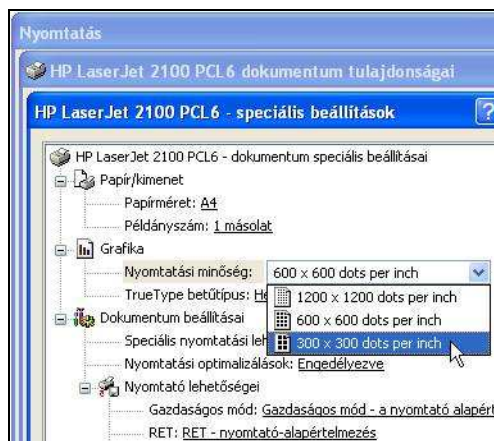 Nyomtatás
HP LaserJet 2100 PCL6 dokumentum tulajdonságai
HP LaserJet 2100 PCL6 - speciális beállítások
?
HP LaserJet 2100 PCL6 - dokumentum speciális beállításai
Papír/kimenet
Papírméret: A4
Példányszám: 1 másolat
Grafika
Nyomtatási minőség: 600 x 600 dots per inch
1200 x 1200 dots per inch
600 x 600 dots per inch
300 x 300 dots per inch
TrueType betűtípus:
Dokumentum beállításai
Speciális nyomtatási
Nyomtatási optimalizálások: Engedélyezve
Nyomtató lehetőségei
Gazdaságos mód: Gazdaságos mód - a nyomtató
RET: RET - nyomtató-alapértelmezés